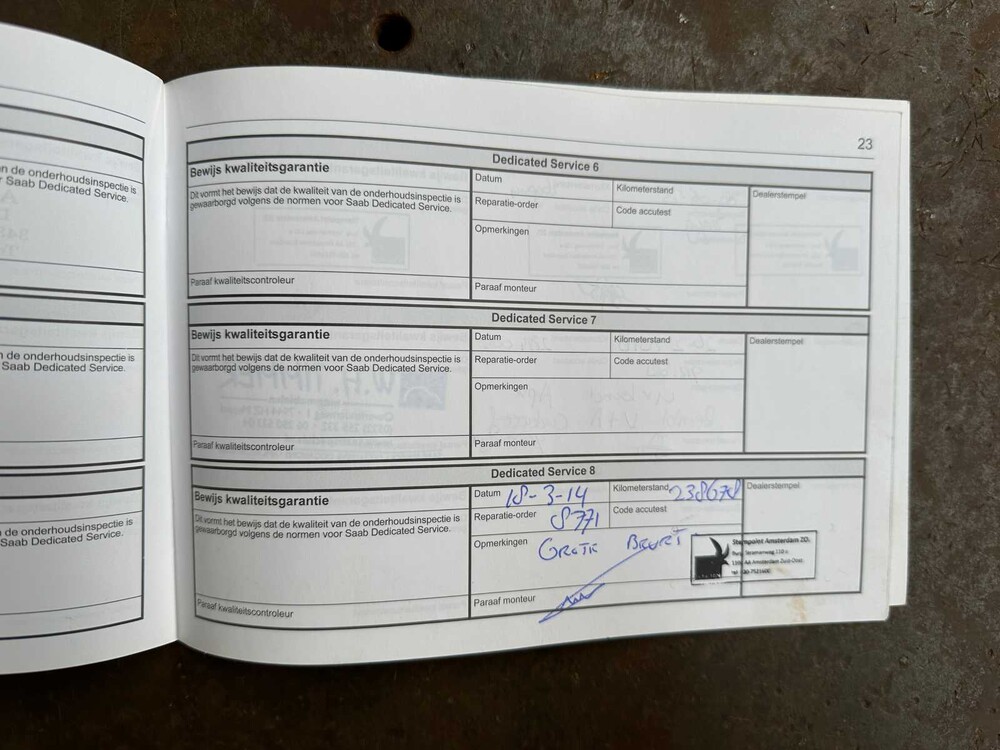 23
n de onderhoudsinspectie is
r Saab Dedicated Service.
n de onderhoudsinspectie is
Saab Dedicated Service.
de onderhoudsinspectie is
Saab Dedicated Service.
Dedicated Service 6
Bewijs kwaliteitsgarantie
Dit vormt het bewijs dat de kwaliteit van de onderhoudsinspectie is
gewaarborgd volgens de normen voor Saab Dedicated Service.
Paraaf kwaliteitscontroleur
Datum
Kilometerstand
Reparatie-order
Code accutest
Opmerkingen
Paraaf monteur
Dealerstempel
Dedicated Service 7
Bewijs kwaliteitsgarantie
Dit vormt het bewijs dat de kwaliteit van de onderhoudsinspectie is
gewaarborgd volgens de normen voor Saab Dedicated Service.
Paraaf kwaliteitscontroleur
Datum
Kilometerstand
Reparatie-order
Code accutest
Opmerkingen
Paraaf monteur
Dealerstempel
Dedicated Service 8
Bewijs kwaliteitsgarantie
Dit vormt het bewijs dat de kwaliteit van de onderhoudsinspectie is
gewaarborgd volgens de normen voor Saab Dedicated Service.
Paraaf kwaliteitscontroleur
Datum 18-3-14
Kilometerstand 238678
Reparatie-order 8771
Code accutest
Opmerkingen Grote Beurt
Paraaf monteur
Dealerstempel
Amsterdam ZO.
AA Amsterdam Zuid-Oost